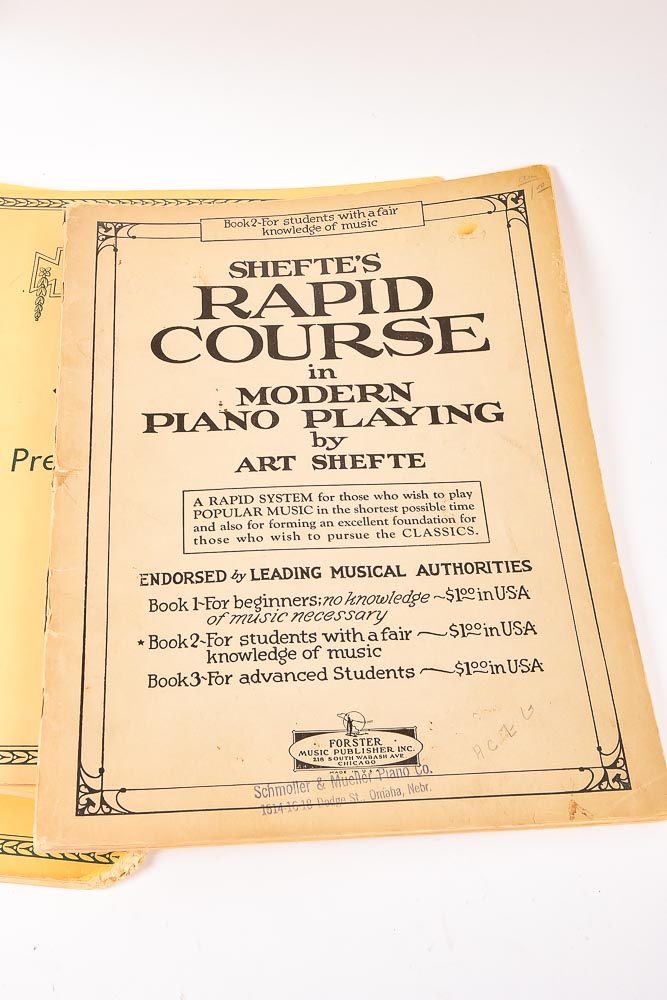 Book 2~For students with a fair
knowledge of music
SHEFTE'S
RAPID
COURSE
in
MODERN
PIANO PLAYING
by
ART SHEFTE
A RAPID SYSTEM for those who wish to play
POPULAR MUSIC in the shortest possible time
and also for forming an excellent foundation for
those who wish to pursue the CLASSICS.
ENDORSED by LEADING MUSICAL AUTHORITIES
Book 1~For beginners; no knowledge ~$1.00 in U.S.A.
of music necessary
* Book 2~For students with a fair ~$1.00 in U.S.A.
knowledge of music
Book 3~For advanced Students ~$1.00 in U.S.A.
FORSTER
MUSIC PUBLISHER INC.
218 SOUTH WABASH AVE
CHICAGO
Schmoller & Mueller Piano Co.
1514-16-18 Dodge St., Omaha, Nebr.
Pre